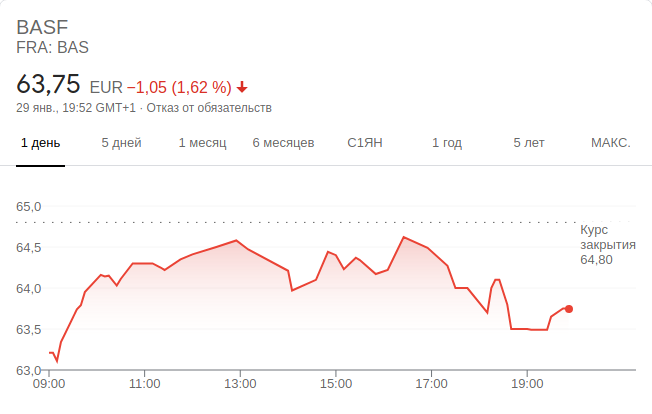 BASF
FRA: BAS
63,75 EUR −1,05 (1,62 %)
29 янв., 19:52 GMT+1 · Отказ от обязательств
1 день 5 дней 1 месяц 6 месяцев С1ЯН 1 год 5 лет МАКС.
65,0
Курс
закрытия
64,80
64,5
64,0
63,5
63,0
09:00 11:00 13:00 15:00 17:00 19:00